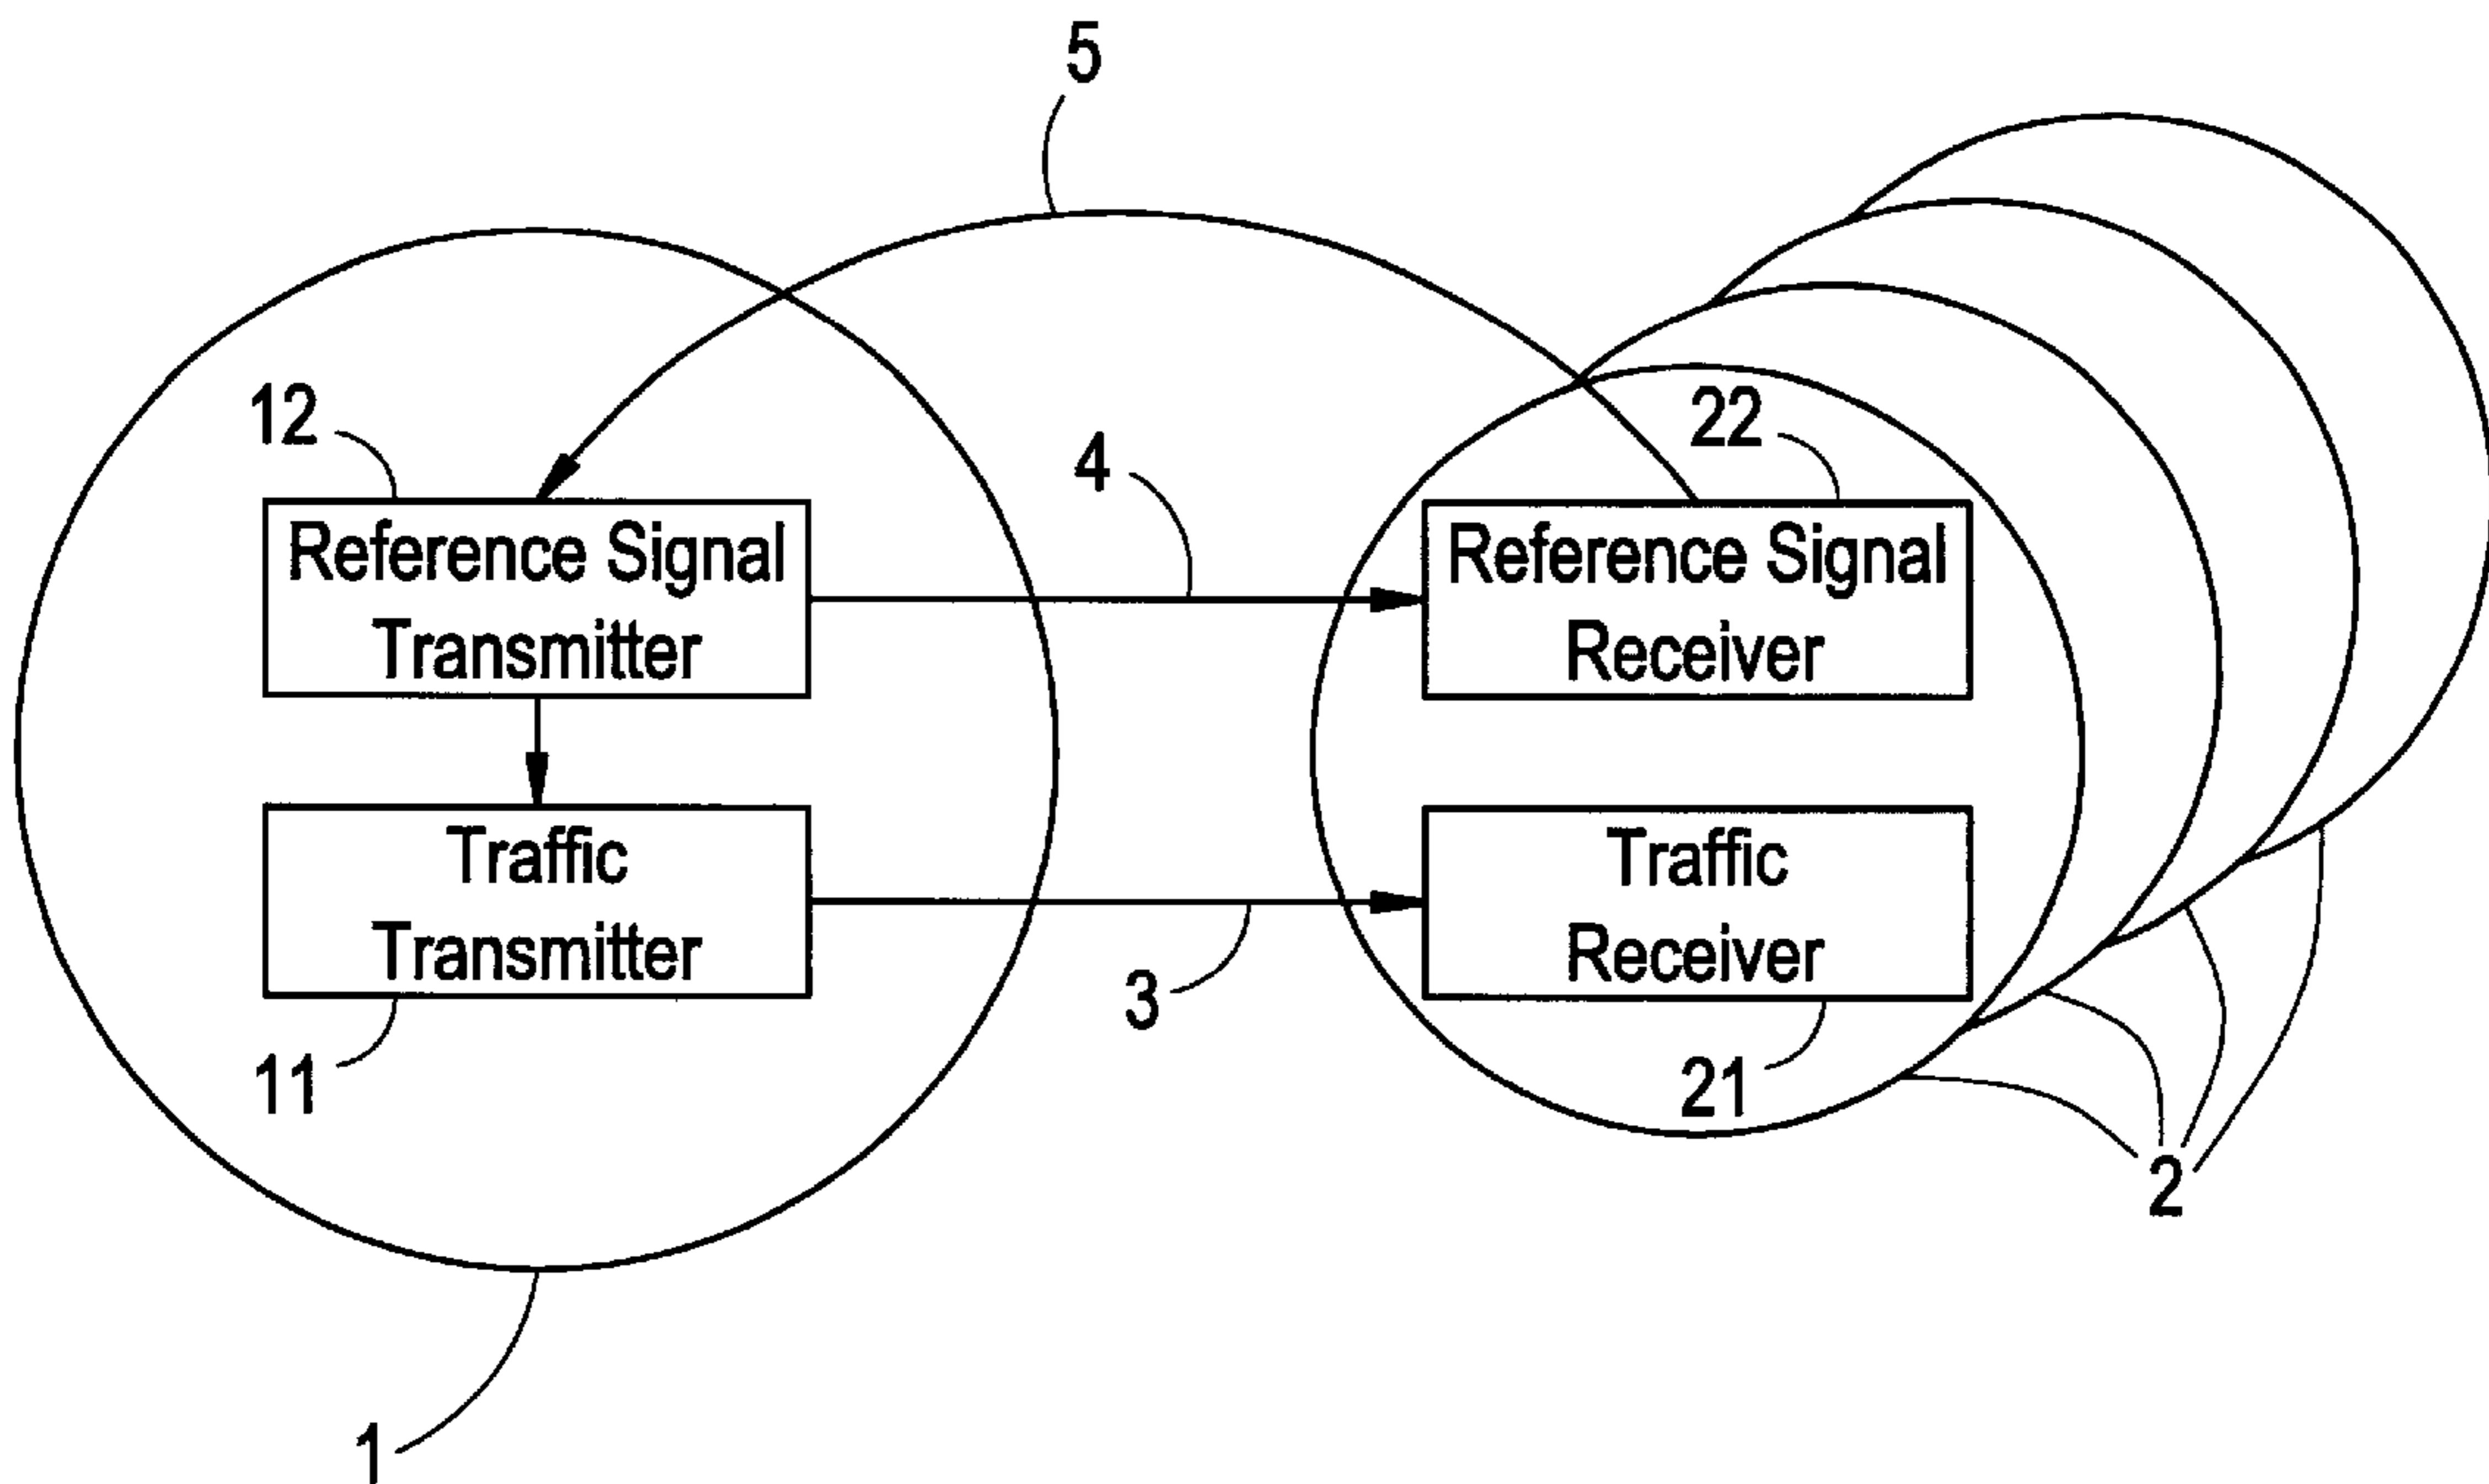 5
12
22
4
Reference Signal
Transmitter
Reference Signal
Receiver
Traffic
Transmitter
Traffic
Receiver
3
11
21
2
1